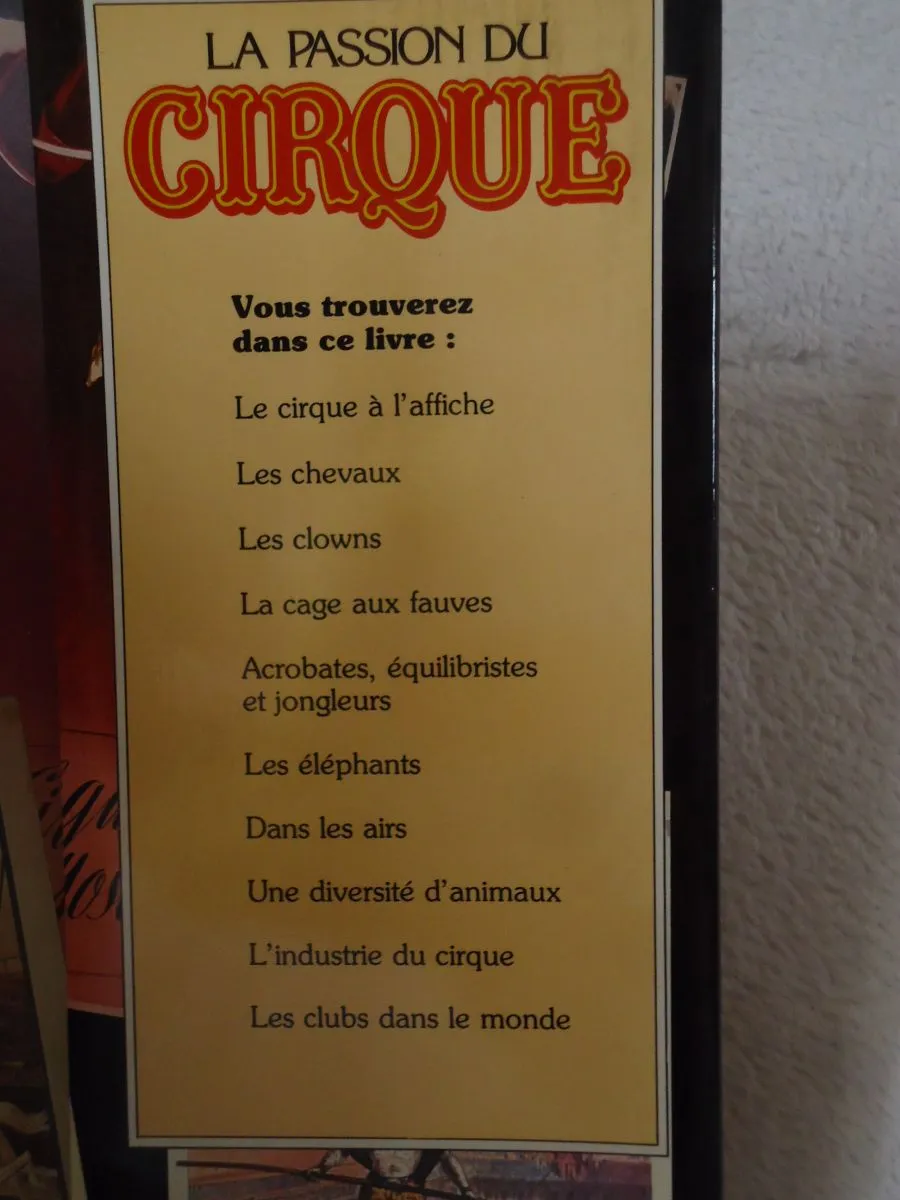 LA PASSION DU
CIRQUE
Vous trouverez
dans ce livre :
Le cirque à l'affiche
Les chevaux
Les clowns
La cage aux fauves
Acrobates, équilibristes
et jongleurs
Les éléphants
Dans les airs
Une diversité d'animaux
L'industrie du cirque
Les clubs dans le monde